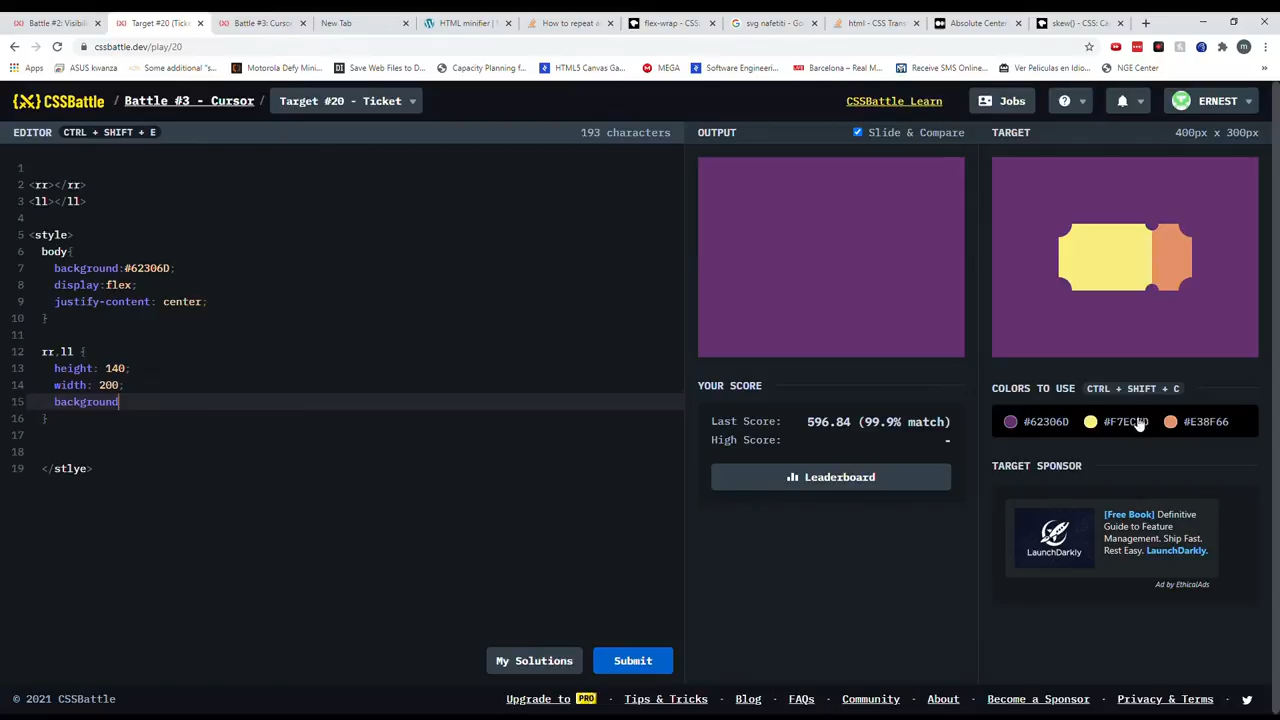 Battle #2: Visibili
Target #20 (Ticke
Battle #3: Cursor
New Tab
HTML minifier
How to repeat a
flex-wrap - CSS:
svg nafetiti - Go
html - CSS Trans
Absolute Center
skew() - CSS: Ca
cssbattle.dev/play/20
Apps
ASUS kwanza
Some additional "s...
Motorola Defy Mini...
Save Web Files to D...
Capacity Planning f...
HTML5 Canvas Ga...
MEGA
Software Engineeri...
Barcelona – Real M...
Receive SMS Online...
Ver Peliculas en Idio...
NGE Center
CSSBattle / Battle #3 - Cursor / Target #20 - Ticket
CSSBattle Learn
Jobs
ERNEST
EDITOR CTRL + SHIFT + E
193 characters
OUTPUT
Slide & Compare
TARGET
400px x 300px
1
2 <rr></rr>
3 <ll></ll>
4
5 <style>
6 body{
7 background:#62306D;
8 display:flex;
9 justify-content: center;
10 }
11
12 rr,ll {
13 height: 140;
14 width: 200;
15 background
16 }
17
18
19 </stlye>
YOUR SCORE
Last Score: 596.84 (99.9% match)
High Score: -
Leaderboard
COLORS TO USE CTRL + SHIFT + C
#62306D
#E38F66
TARGET SPONSOR
LaunchDarkly
[Free Book] Definitive
Guide to Feature
Management. Ship Fast.
Rest Easy. LaunchDarkly.
Ad by EthicalAds
My Solutions
Submit
© 2021 CSSBattle
Upgrade to PRO
Tips & Tricks
Blog
FAQs
Community
About
Become a Sponsor
Privacy & Terms